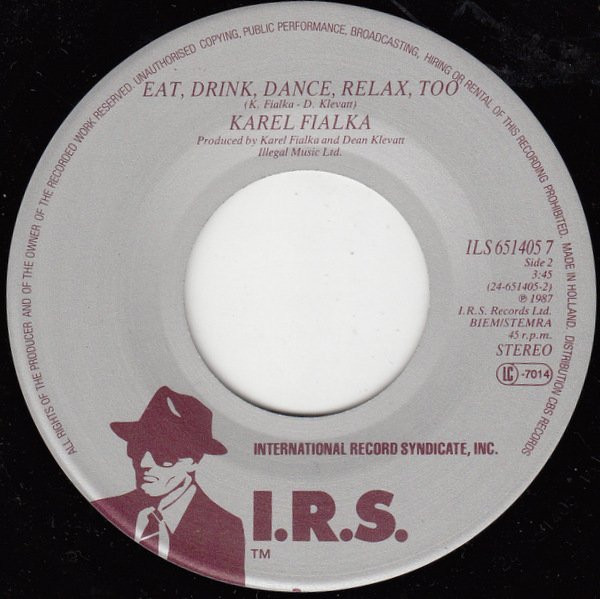 ALL RIGHTS OF THE PRODUCER AND OF THE OWNER OF THE RECORDED WORK RESERVED. UNAUTHORISED COPYING, PUBLIC PERFORMANCE, BROADCASTING, HIRING OR RENTAL OF THIS RECORDING PROHIBITED. MADE IN HOLLAND. DISTRIBUTION CBS RECORDS
EAT, DRINK, DANCE, RELAX, TOO
(K. Fialka - D. Klevatt)
KAREL FIALKA
Produced by Karel Fialka and Dean Klevatt
Illegal Music Ltd.
ILS 651405 7
Side 2
3:45
(24-651405-2)
℗ 1987
I.R.S. Records Ltd.
BIEM/STEMRA
45 r.p.m.
STEREO
LC -7014
INTERNATIONAL RECORD SYNDICATE, INC.
I.R.S.
TM